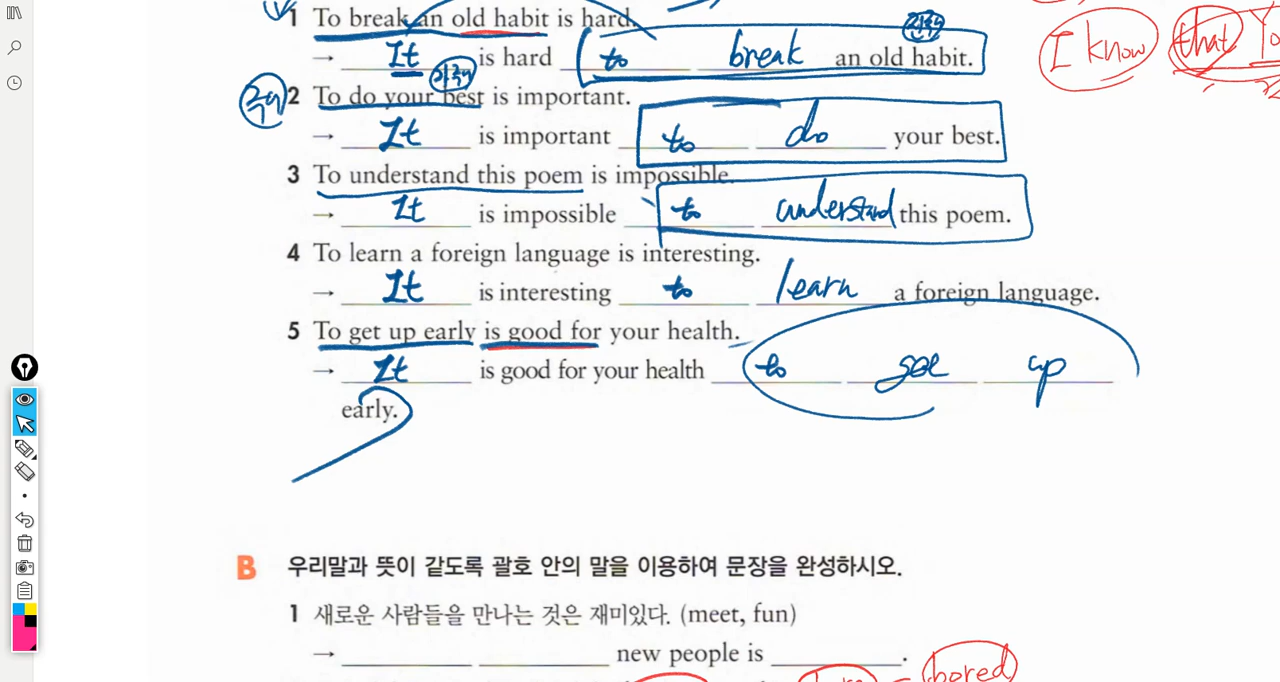 1 To break an old habit is hard.
I know that Yo
→ It is hard to break an old habit.
2 To do your best is important.
→ It is important to do your best.
3 To understand this poem is impossible.
→ It is impossible to understand this poem.
4 To learn a foreign language is interesting.
→ It is interesting to learn a foreign language.
5 To get up early is good for your health.
→ It is good for your health to get up
early.
B 우리말과 뜻이 같도록 괄호 안의 말을 이용하여 문장을 완성하시오.
1 새로운 사람들을 만나는 것은 재미있다. (meet, fun)
→ ________ ________ new people is ________.
bored